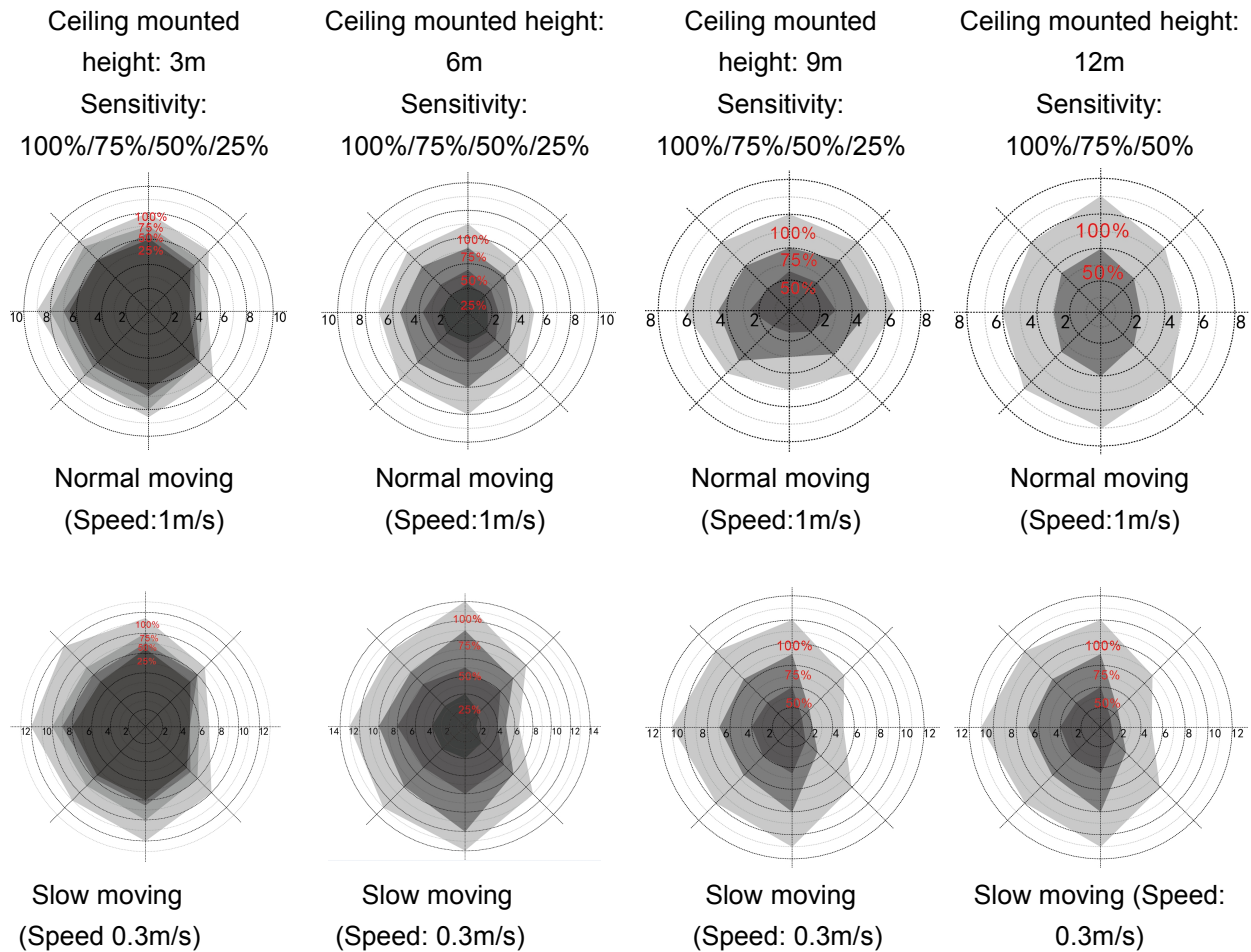 Ceiling mounted
height: 3m
Sensitivity:
100%/75%/50%/25%
100%
75%
50%
25%
10 8 6 4 2 2 4 6 8 10
Normal moving
(Speed:1m/s)
100%
75%
50%
25%
12 10 8 6 4 2 2 4 6 8 10 12
Slow moving
(Speed 0.3m/s)
Ceiling mounted height:
6m
Sensitivity:
100%/75%/50%/25%
100%
75%
50%
25%
10 8 6 4 2 2 4 6 8 10
Normal moving
(Speed:1m/s)
100%
75%
50%
25%
14 12 10 8 6 4 2 2 4 6 8 10 12 14
Slow moving
(Speed: 0.3m/s)
Ceiling mounted
height: 9m
Sensitivity:
100%/75%/50%/25%
100%
75%
50%
8 6 4 2 2 4 6 8
Normal moving
(Speed:1m/s)
100%
75%
50%
12 10 8 6 4 2 2 4 6 8 10 12
Slow moving
(Speed: 0.3m/s)
Ceiling mounted height:
12m
Sensitivity:
100%/75%/50%
100%
50%
8 6 4 2 2 4 6 8
Normal moving
(Speed:1m/s)
100%
75%
50%
12 10 8 6 4 2 2 4 6 8 10 12
Slow moving (Speed:
0.3m/s)